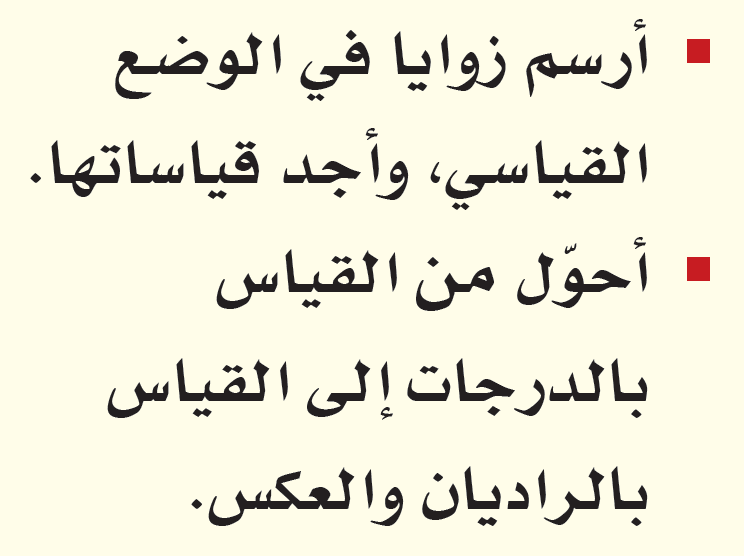 ■ أرسم زوايا في الوضع
القياسي، وأجد قياساتها.
■ أحوّل من القياس
بالدرجات إلى القياس
بالراديان والعكس.